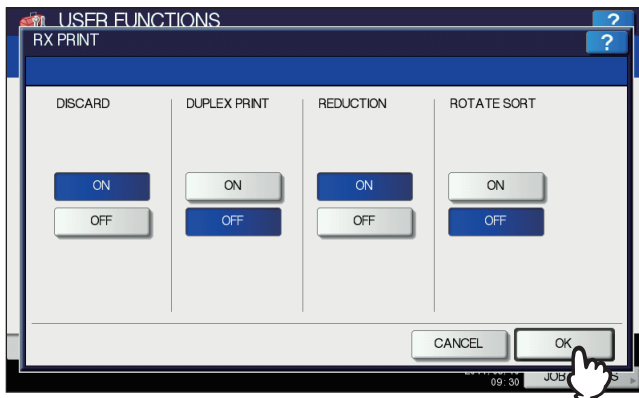 USER FUNCTIONS ?
RX PRINT ?
DISCARD DUPLEX PRINT REDUCTION ROTATE SORT
ON ON ON ON
OFF OFF OFF OFF
CANCEL OK
09:30